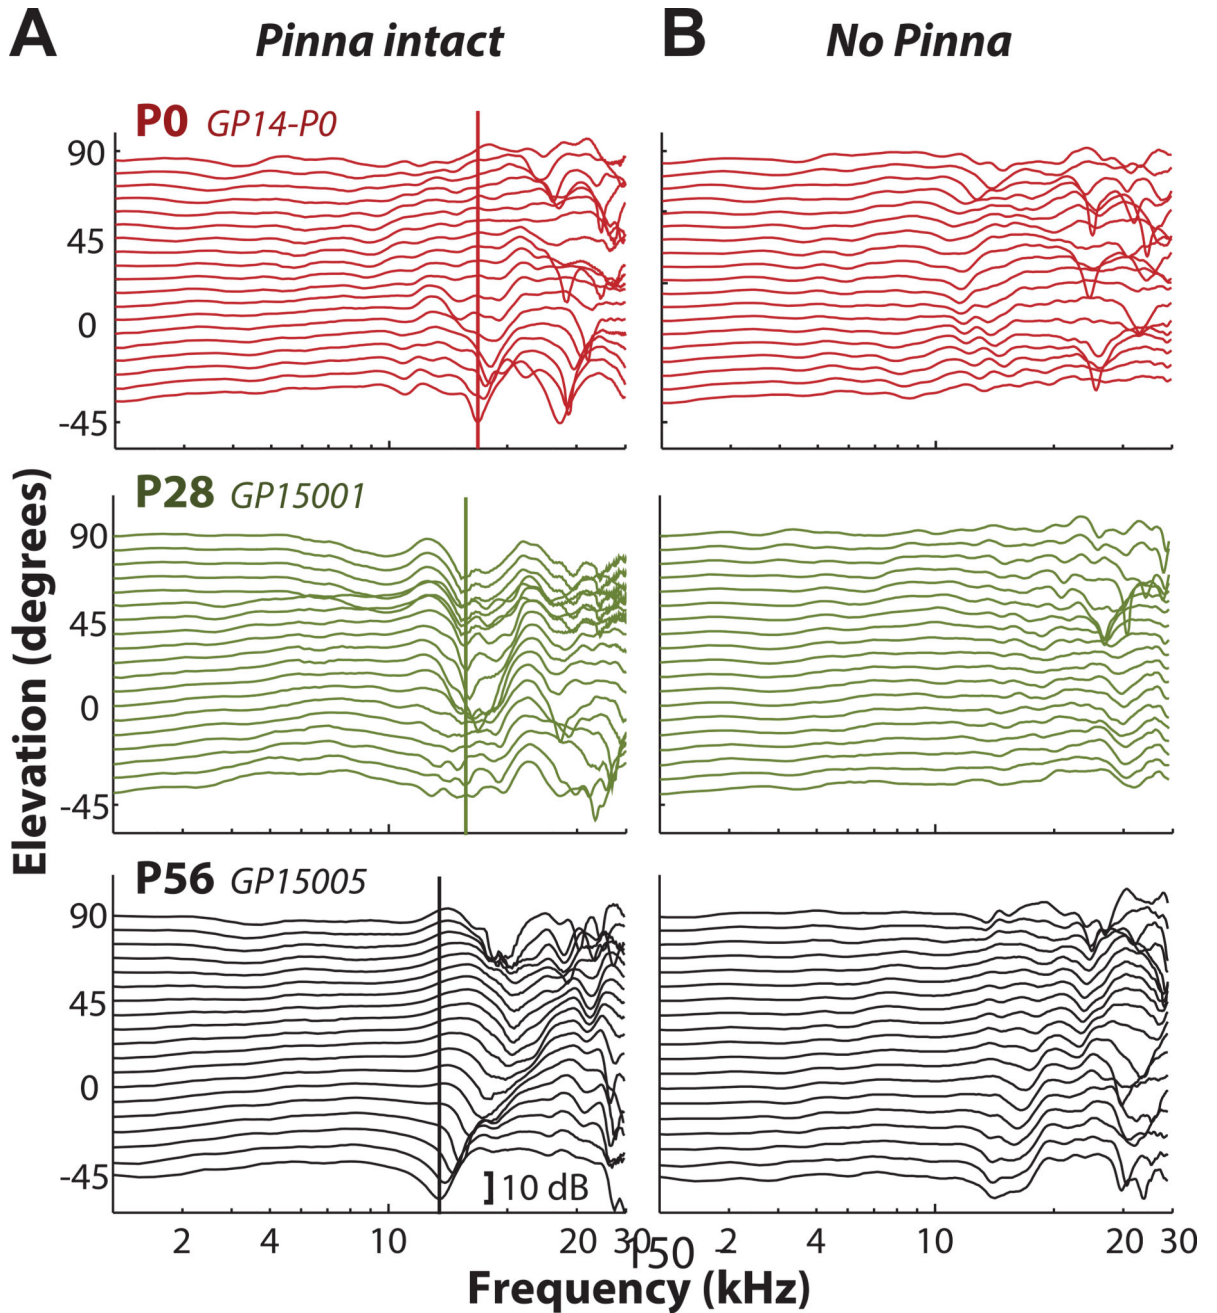 A Pinna intact B No Pinna
P0 GP14-P0
90
45
0
-45
P28 GP15001
90
45
0
-45
P56 GP15005
90
45
0
-45
10 dB
Elevation (degrees)
2 4 10 20 30 150 -2 4 10 20 30
Frequency (kHz)